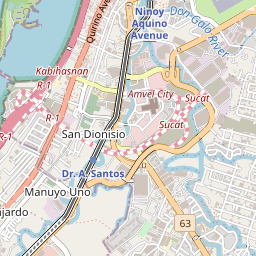 Ninoy
Aquino
Avenue
Don Galo River
Quirino Ave
Kabihasnan
R-1
Amvel City
Sucat
R-1
R-1
San Dionisio
Sucat
Dr. A. Santos
Manuyo Uno
jardo
63